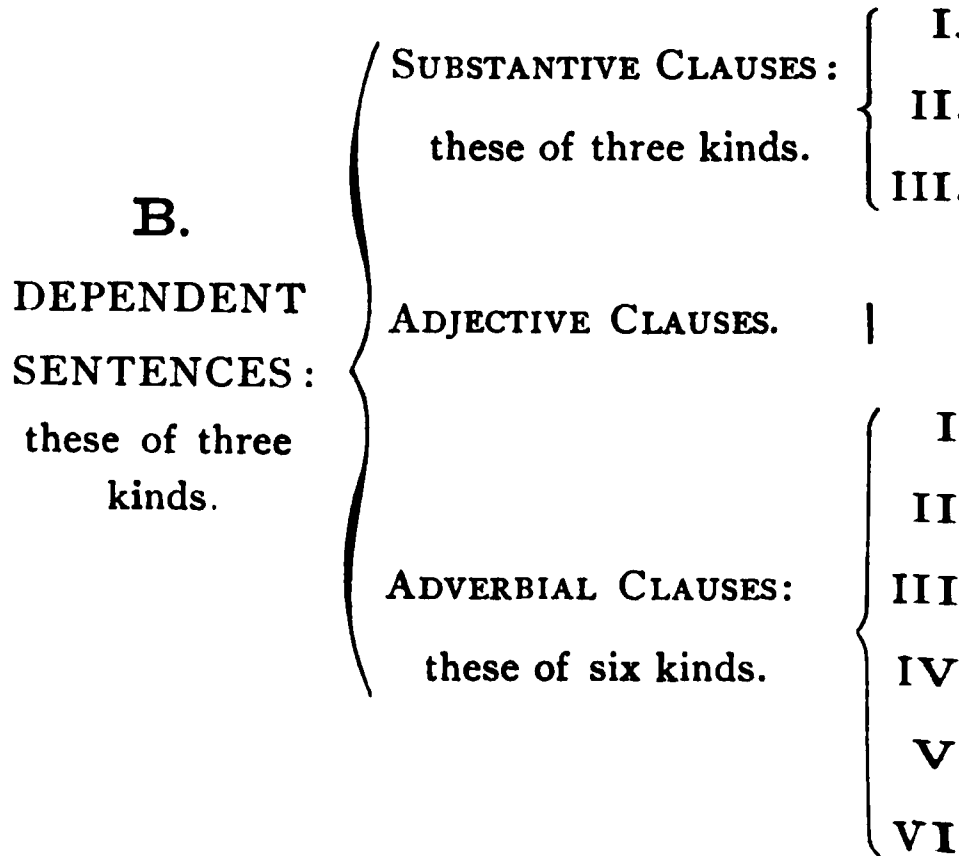 B.
DEPENDENT
SENTENCES:
these of three
kinds.
SUBSTANTIVE CLAUSES:
these of three kinds.
I.
II.
III.
ADJECTIVE CLAUSES.
ADVERBIAL CLAUSES:
these of six kinds.
I
II
III
IV
V
VI